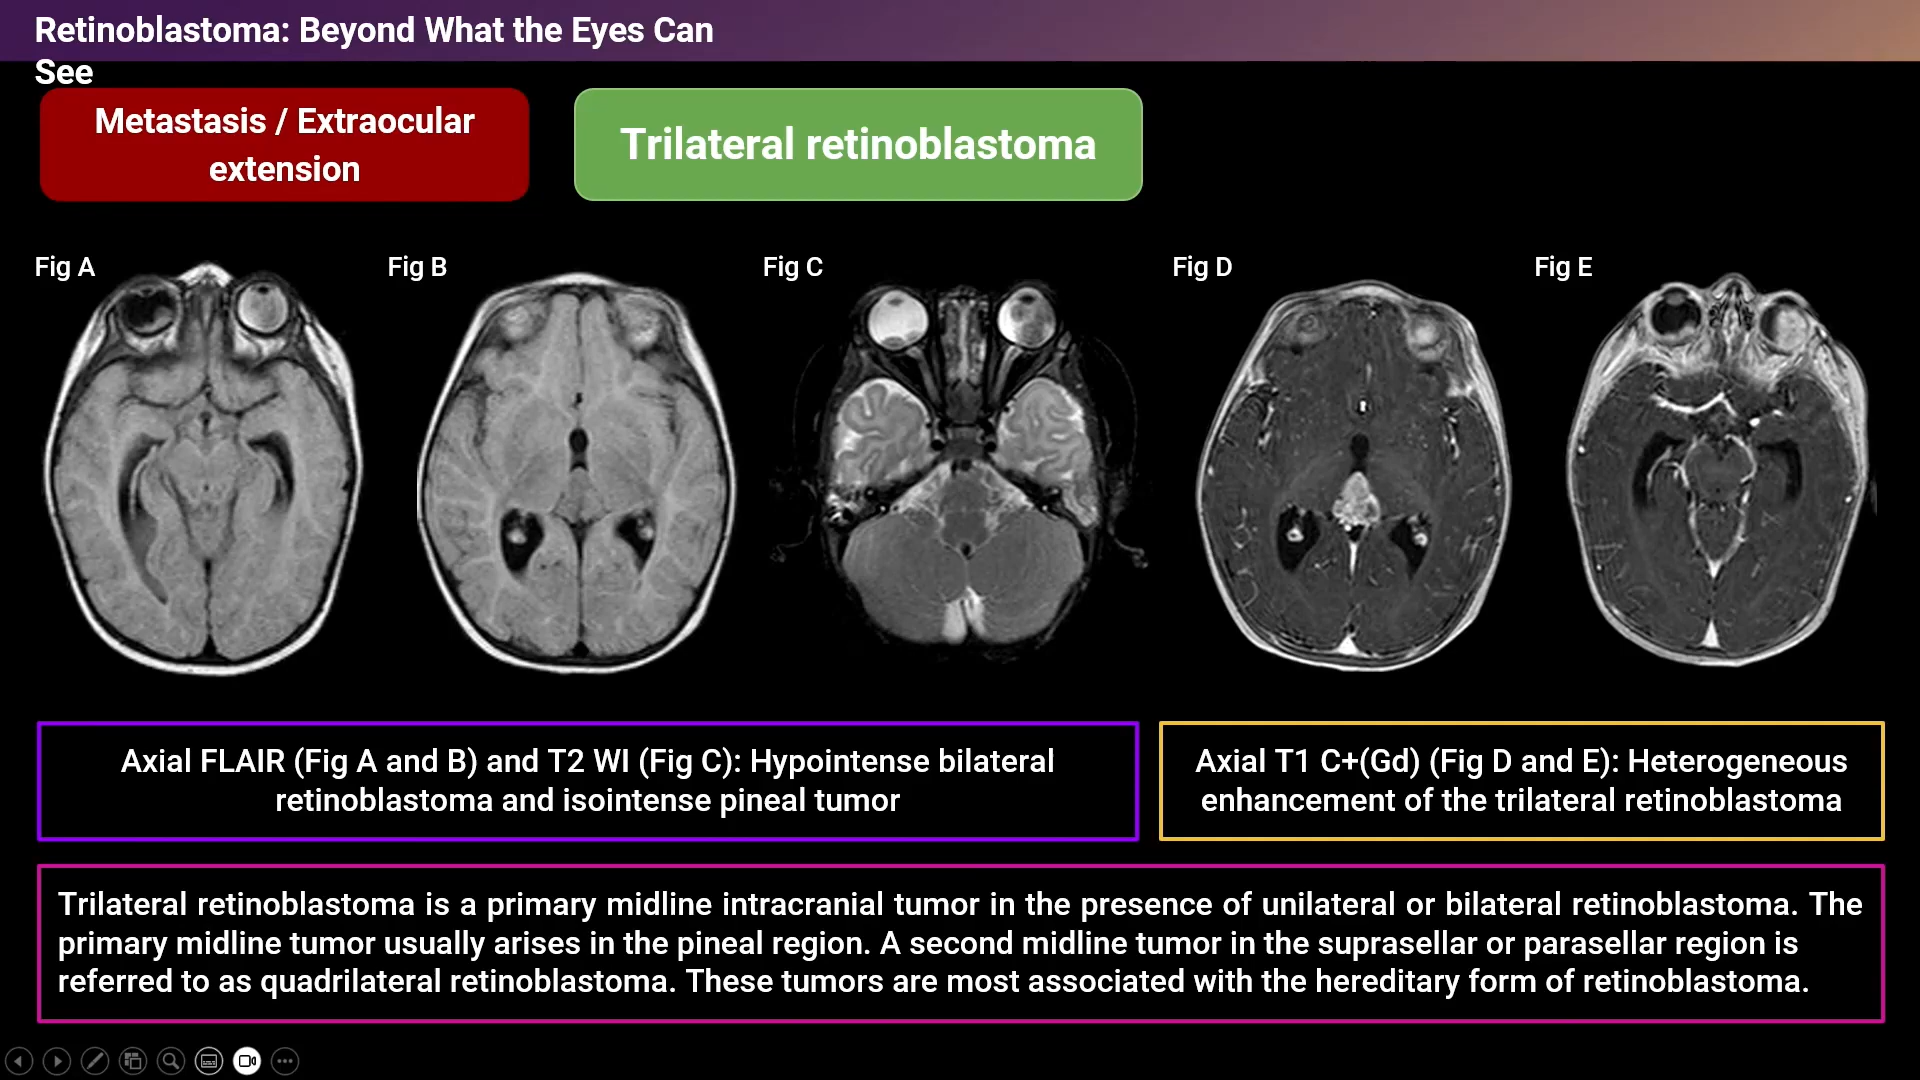 Retinoblastoma: Beyond What the Eyes Can
See
Metastasis / Extraocular
extension
Trilateral retinoblastoma
Fig A
Fig B
Fig C
Fig D
Fig E
Axial FLAIR (Fig A and B) and T2 WI (Fig C): Hypointense bilateral
retinoblastoma and isointense pineal tumor
Axial T1 C+(Gd) (Fig D and E): Heterogeneous
enhancement of the trilateral retinoblastoma
Trilateral retinoblastoma is a primary midline intracranial tumor in the presence of unilateral or bilateral retinoblastoma. The
primary midline tumor usually arises in the pineal region. A second midline tumor in the suprasellar or parasellar region is
referred to as quadrilateral retinoblastoma. These tumors are most associated with the hereditary form of retinoblastoma.